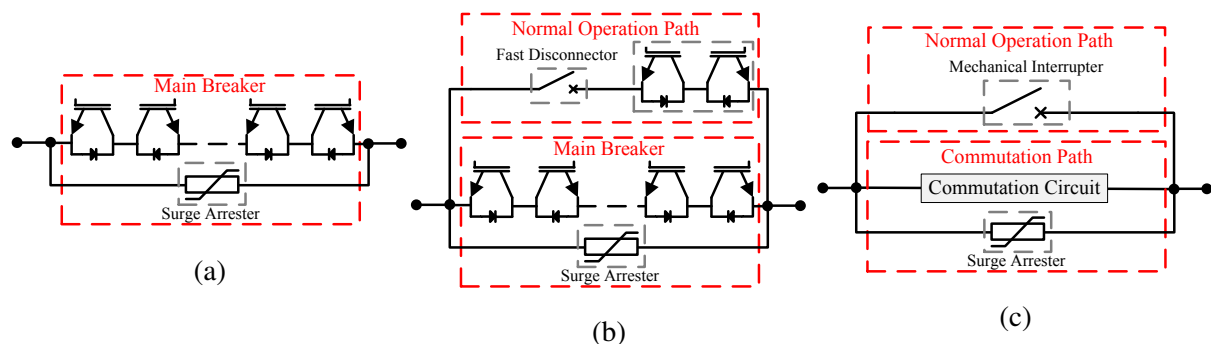 Main Breaker
Surge Arrester
(a)
Normal Operation Path
Fast Disconnector
Main Breaker
Surge Arrester
(b)
Normal Operation Path
Mechanical Interrupter
Commutation Path
Commutation Circuit
Surge Arrester
(c)